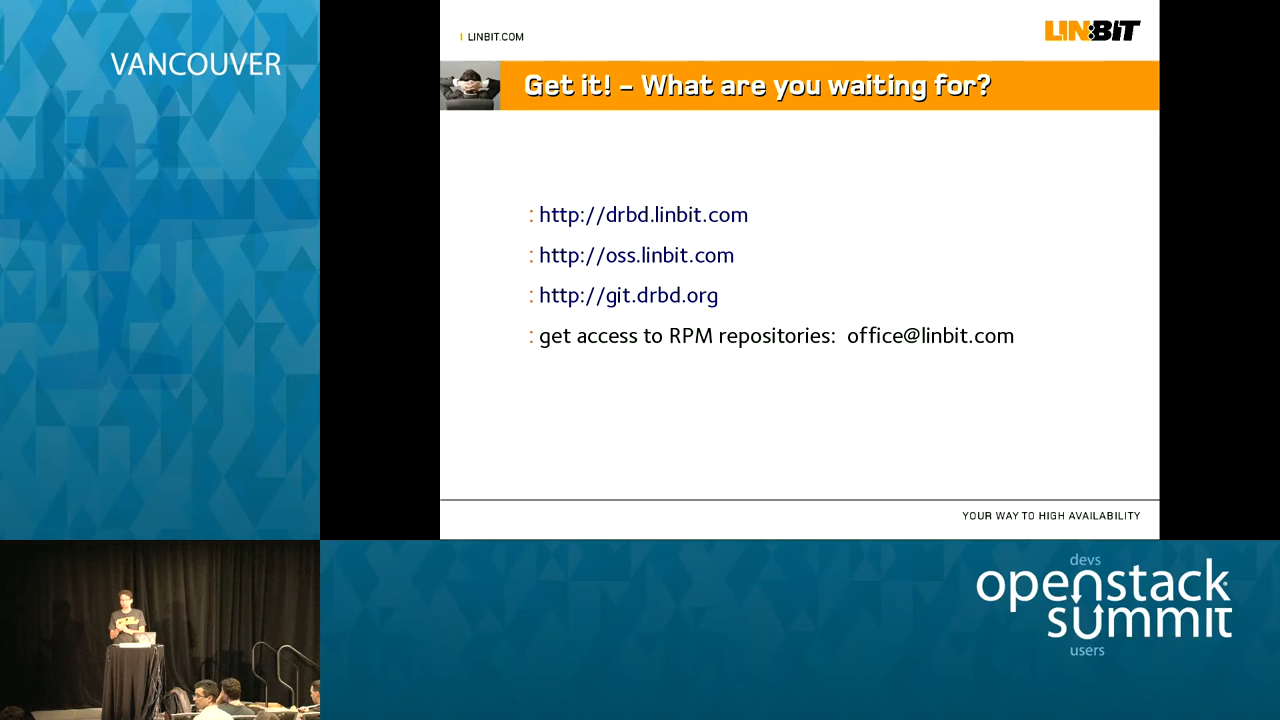 VANCOUVER
LINBIT.COM
LIN:BIT
Get it! – What are you waiting for?
: http://drbd.linbit.com
: http://oss.linbit.com
: http://git.drbd.org
: get access to RPM repositories: office@linbit.com
YOUR WAY TO HIGH AVAILABILITY
devs
openstack
summit
users